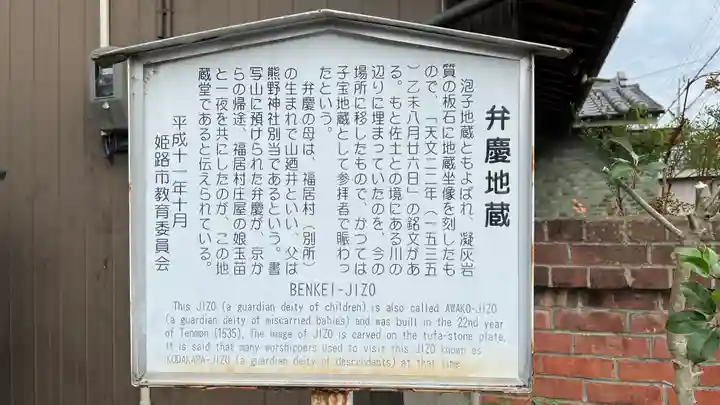 弁慶地蔵
泡子地蔵ともよばれ、凝灰岩
質の板石に地蔵坐像を刻したも
ので、「天文二二年(一五三五
)乙未八月廿六日」の銘文があ
る。もと佐土との境にある川の
辺りに埋まっていたのを、今の
場所に移したもので、かつては
子宝地蔵として参拝者で賑わっ
たという。
弁慶の母は、福居村(別所)
の生まれで山廼井といい、父は
熊野神社別当であるという。書
写山に預けられた弁慶が、京か
らの帰途、福居村庄屋の娘玉苗
と一夜を共にしたのが、この地
蔵堂であると伝えられている。
平成十一年十月
姫路市教育委員会
BENKEI-JIZO
This JIZO (a guardian deity of children) is also called AWAKO-JIZO
(a guardian deity of miscarried babies) and was built in the 22nd year
of Tenmon (1535). The image of JIZO is carved on the tufa-stone plate.
It is said that many worshippers used to visit this JIZO known as
KODAKARA-JIZO (a guardian deity of descendants) at that time.